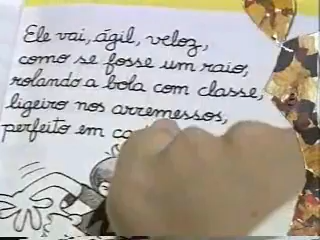 Ele vai, ágil, veloz,
como se fosse um raio,
rolando a bola com classe,
ligeiro nos arremessos,
perfeito em